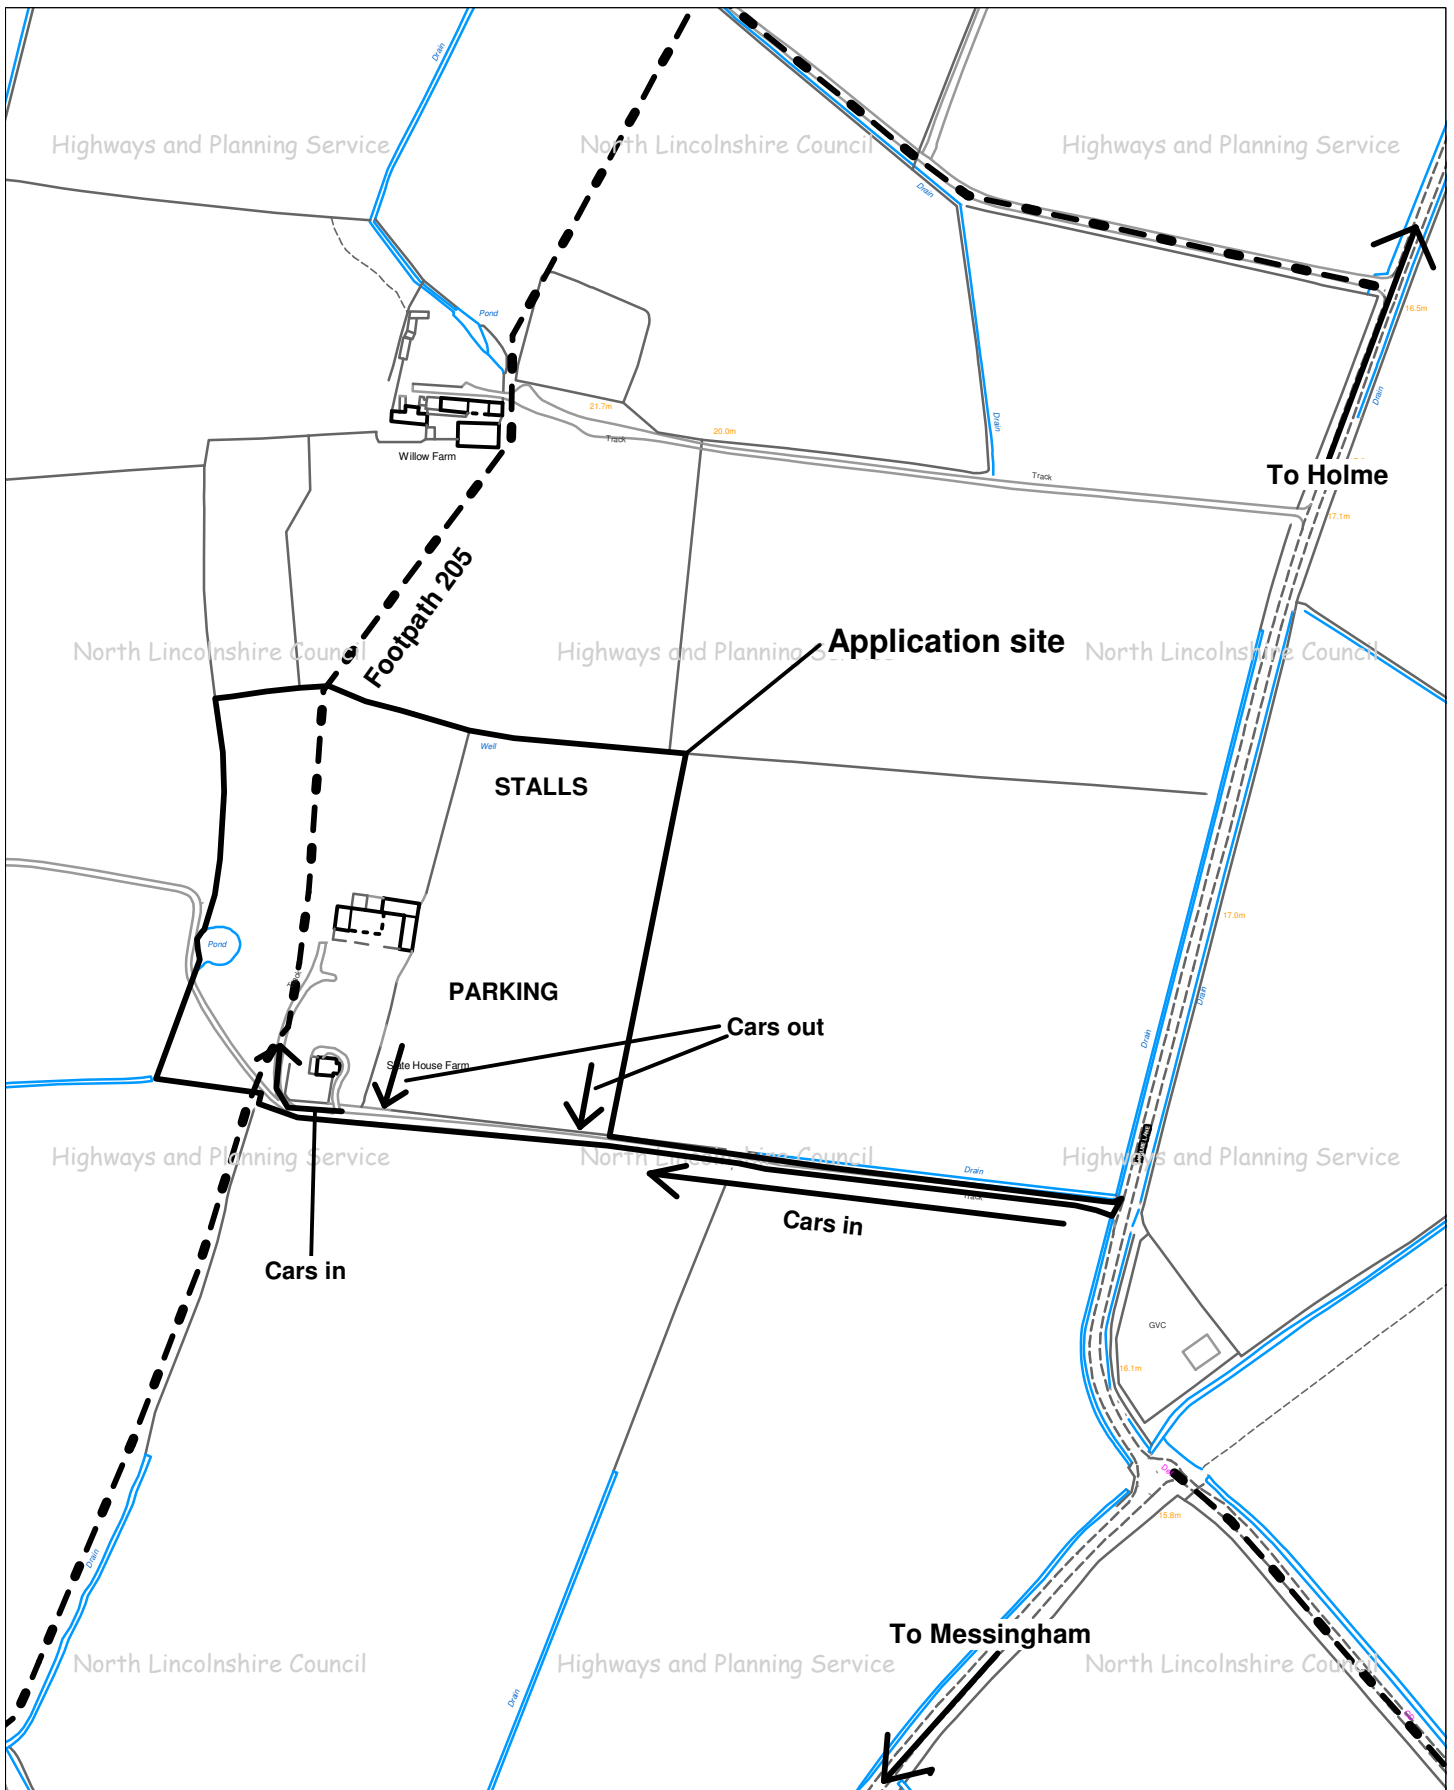 Drain
Highways and Planning Service
North Lincolnshire Council
Highways and Planning Service
Drain
Pond
16.5m
Drain
21.7m
20.0m
Drain
Track
Willow Farm
Track
To Holme
17.1m
Footpath 205
Application site
North Lincolnshire Council
Highways and Planning Service
North Lincolnshire Council
Well
STALLS
17.0m
Pond
Track
PARKING
Drain
Cars out
Drain
Slate House Farm
Highways and Planning Service
North Lincolnshire Council
Highways and Planning Service
Drain
Track
Cars in
Cars in
GVC
16.1m
15.8m
Drain
To Messingham
North Lincolnshire Council
Highways and Planning Service
North Lincolnshire Council
Drain